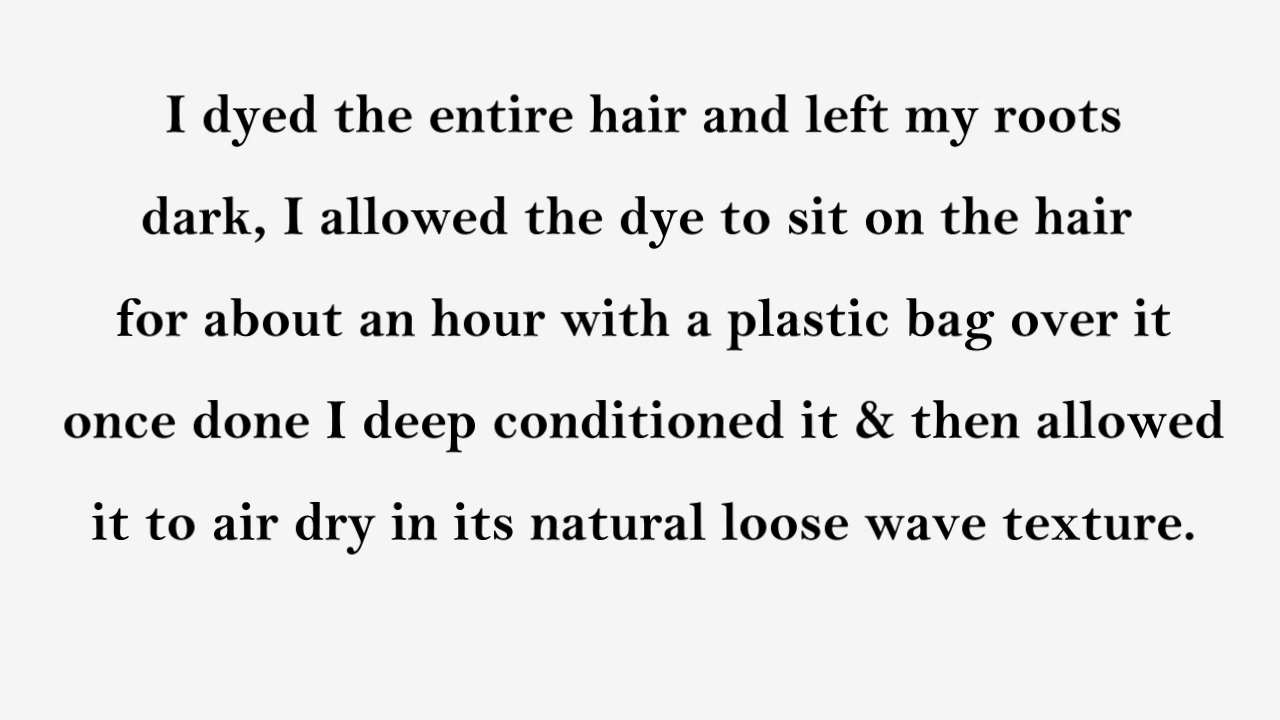 I dyed the entire hair and left my roots
dark, I allowed the dye to sit on the hair
for about an hour with a plastic bag over it
once done I deep conditioned it & then allowed
it to air dry in its natural loose wave texture.